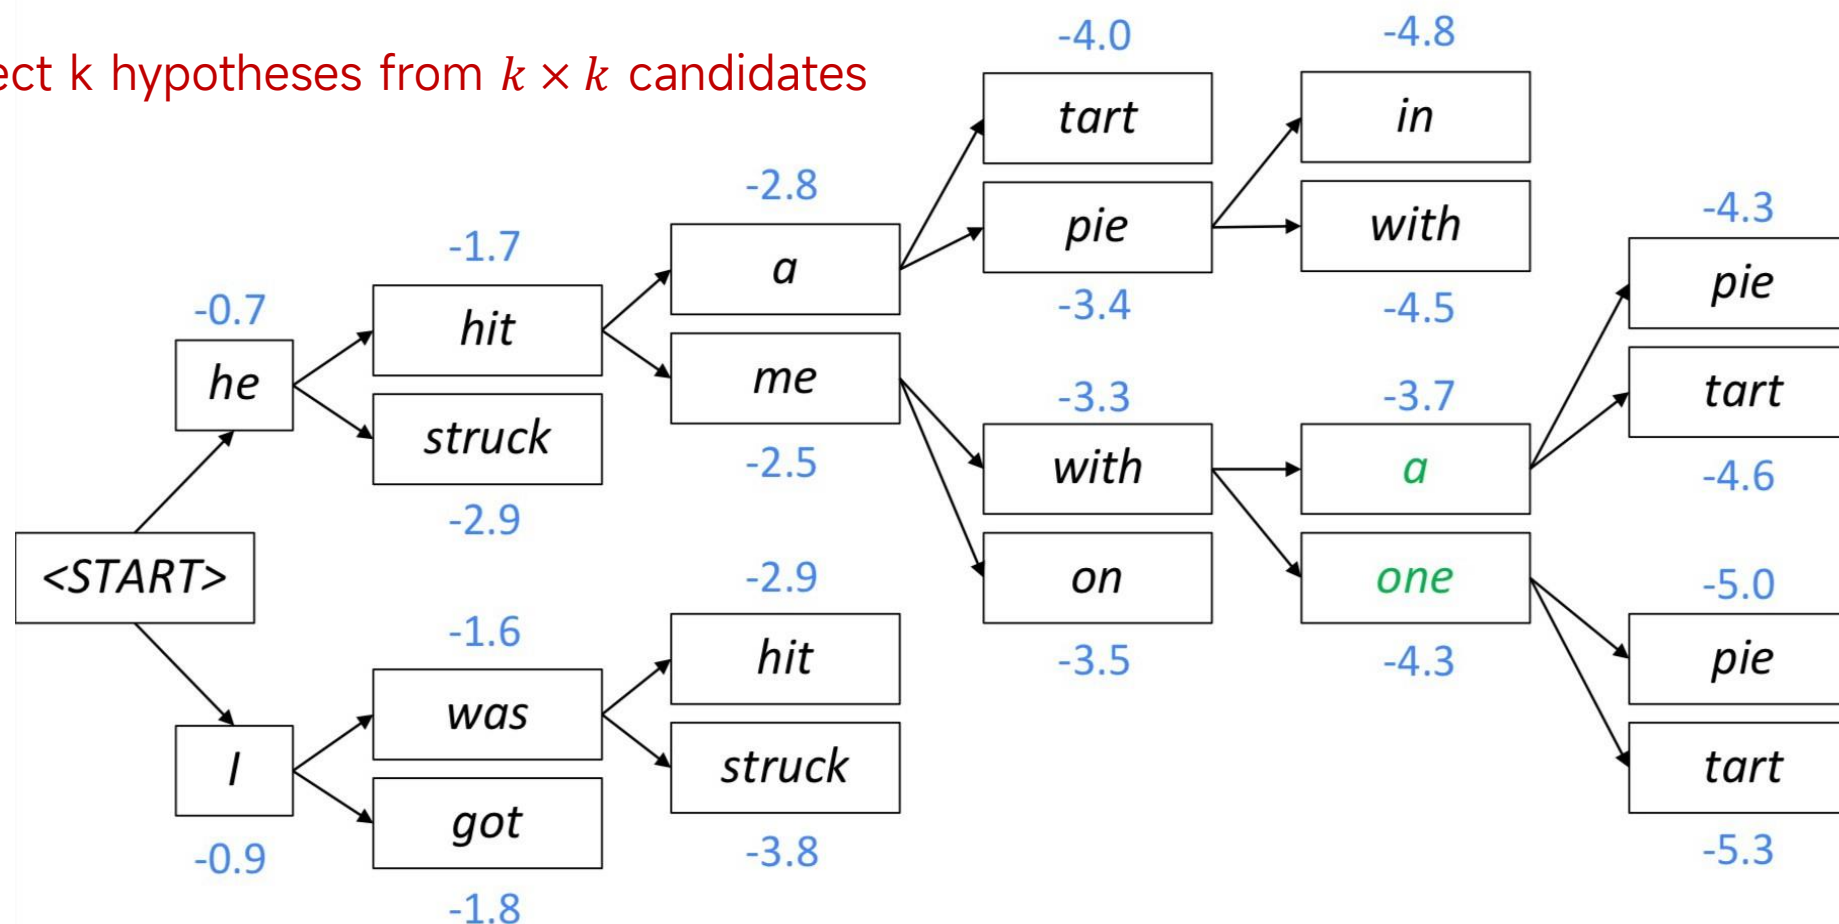 ect k hypotheses from k × k candidates
-4.0
-4.8
tart
in
-2.8
pie
with
-4.3
-1.7
a
-3.4
-4.5
pie
-0.7
hit
me
-3.3
-3.7
tart
he
struck
-2.5
with
a
-4.6
-2.9
<START>
-2.9
on
one
-5.0
-1.6
hit
-3.5
-4.3
pie
was
struck
tart
I
got
-3.8
-5.3
-0.9
-1.8